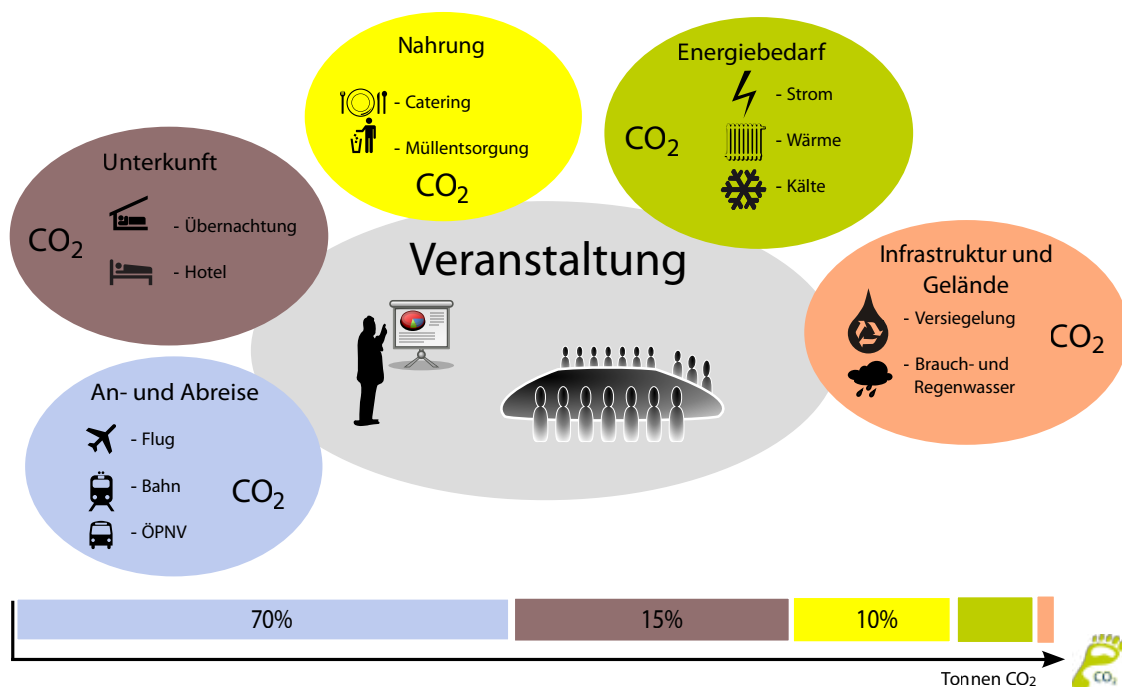 Nahrung
- Catering
- Müllentsorgung
CO₂
Energiebedarf
- Strom
CO₂
- Wärme
- Kälte
Unterkunft
- Übernachtung
CO₂
- Hotel
Veranstaltung
Infrastruktur und
Gelände
- Versiegelung
CO₂
- Brauch- und
Regenwasser
An- und Abreise
- Flug
- Bahn
CO₂
- ÖPNV
70%
15%
10%
Tonnen CO₂
CO₂